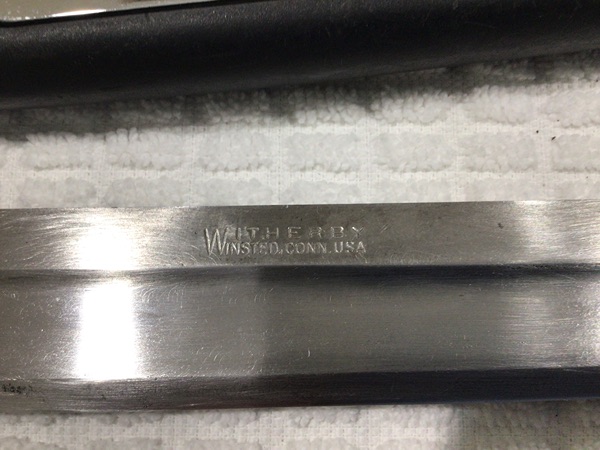 WITHERBY
WINSTED, CONN. USA